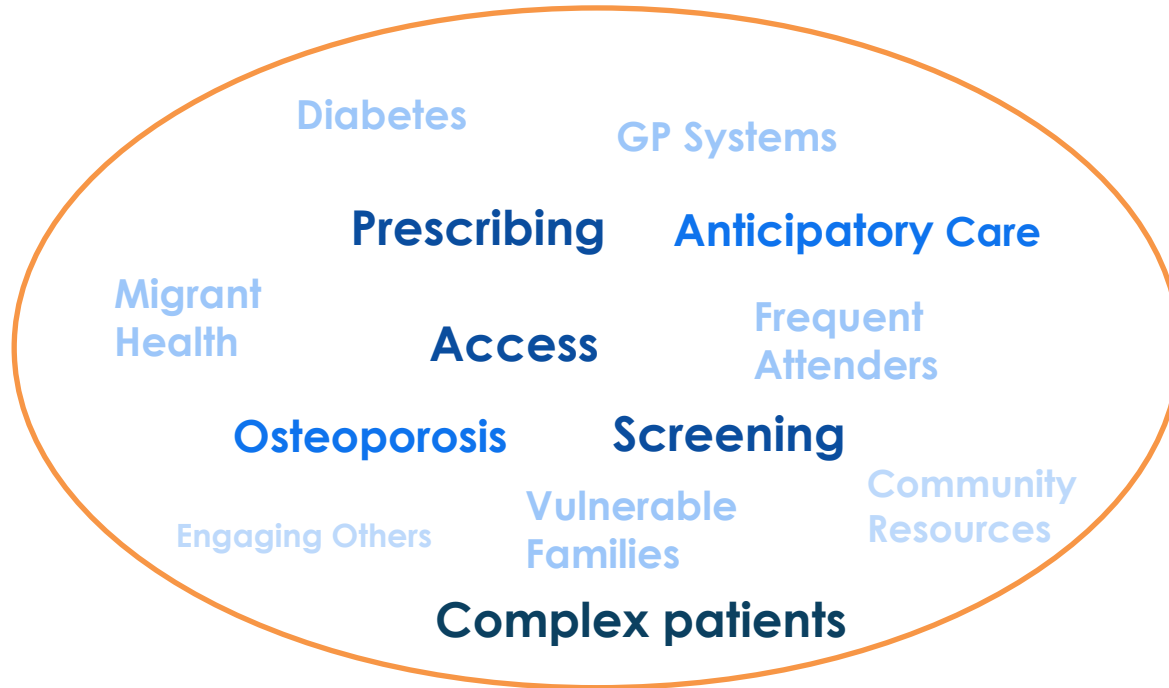 Diabetes
GP Systems
Prescribing
Anticipatory Care
Migrant
Health
Frequent
Attenders
Access
Osteoporosis
Screening
Community
Resources
Vulnerable
Families
Engaging Others
Complex patients